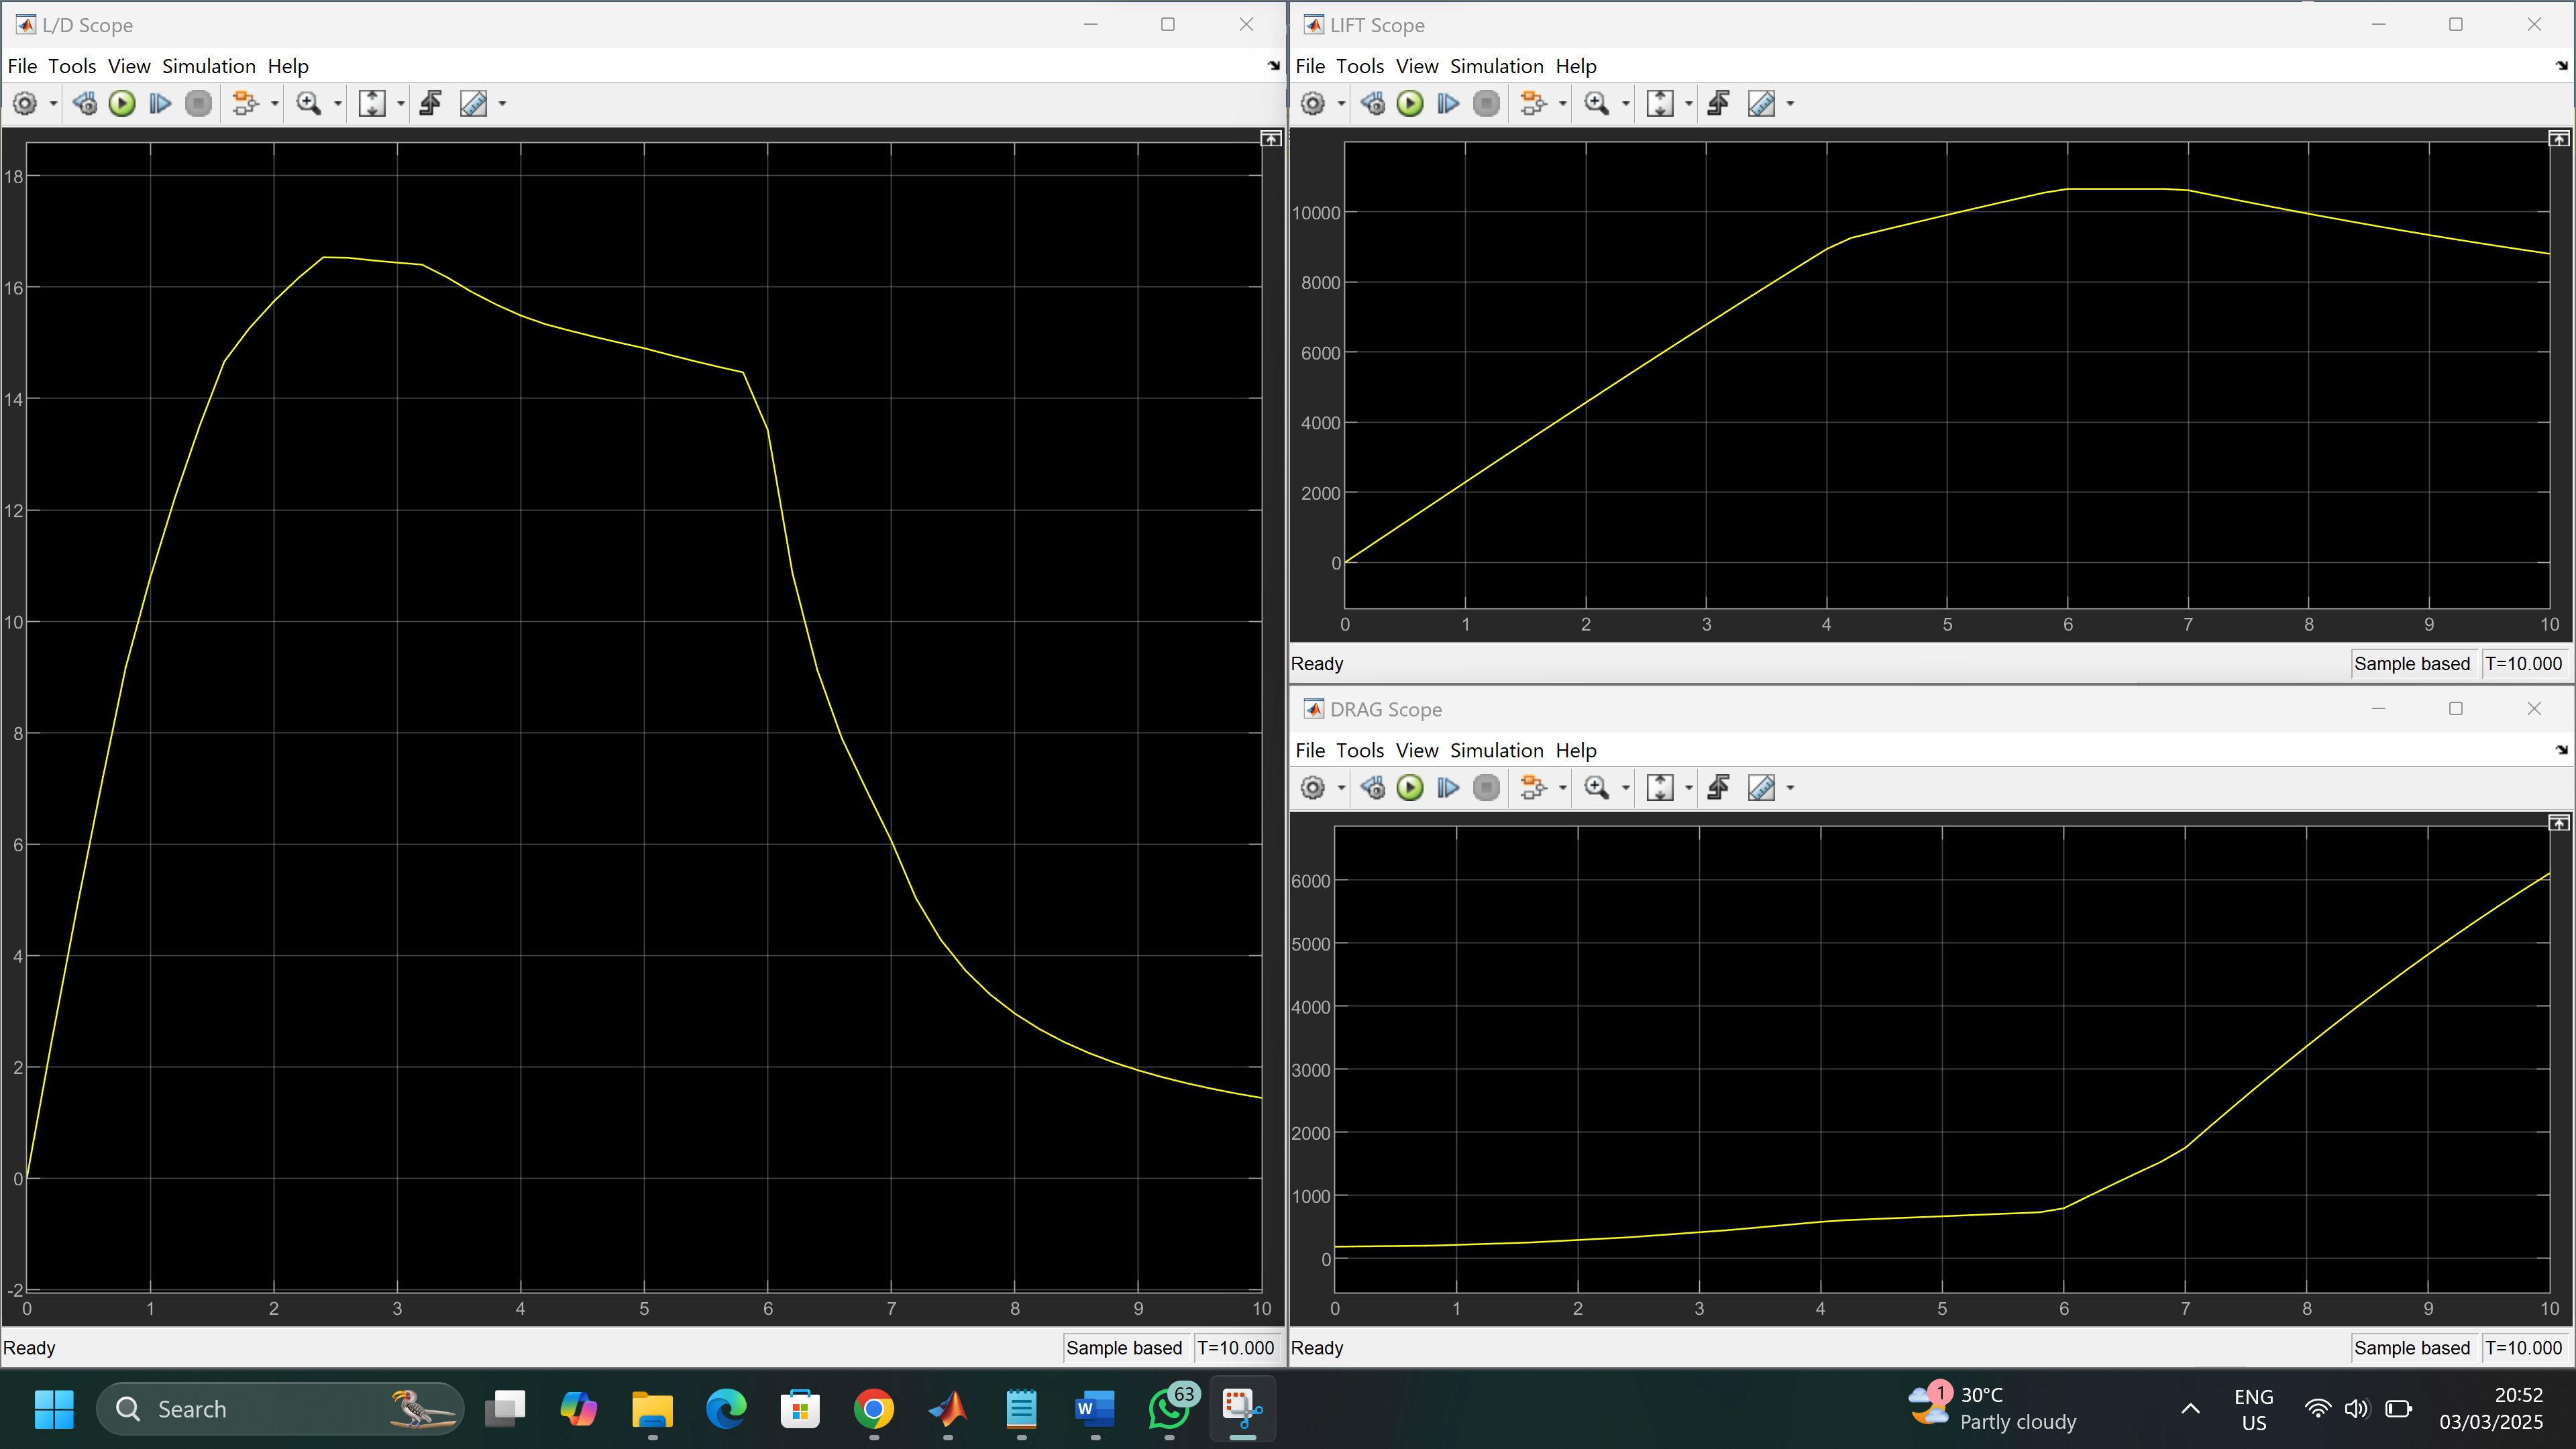 L/D Scope
File Tools View Simulation Help
18
16
14
12
10
8
6
4
2
0
-2
0 1 2 3 4 5 6 7 8 9 10
Ready Sample based T=10.000
LIFT Scope
File Tools View Simulation Help
10000
8000
6000
4000
2000
0
0 1 2 3 4 5 6 7 8 9 10
Ready Sample based T=10.000
DRAG Scope
File Tools View Simulation Help
6000
5000
4000
3000
2000
1000
0
0 1 2 3 4 5 6 7 8 9 10
Ready Sample based T=10.000
Search
W
63
1
30°C
Partly cloudy
ENG
US
20:52
03/03/2025